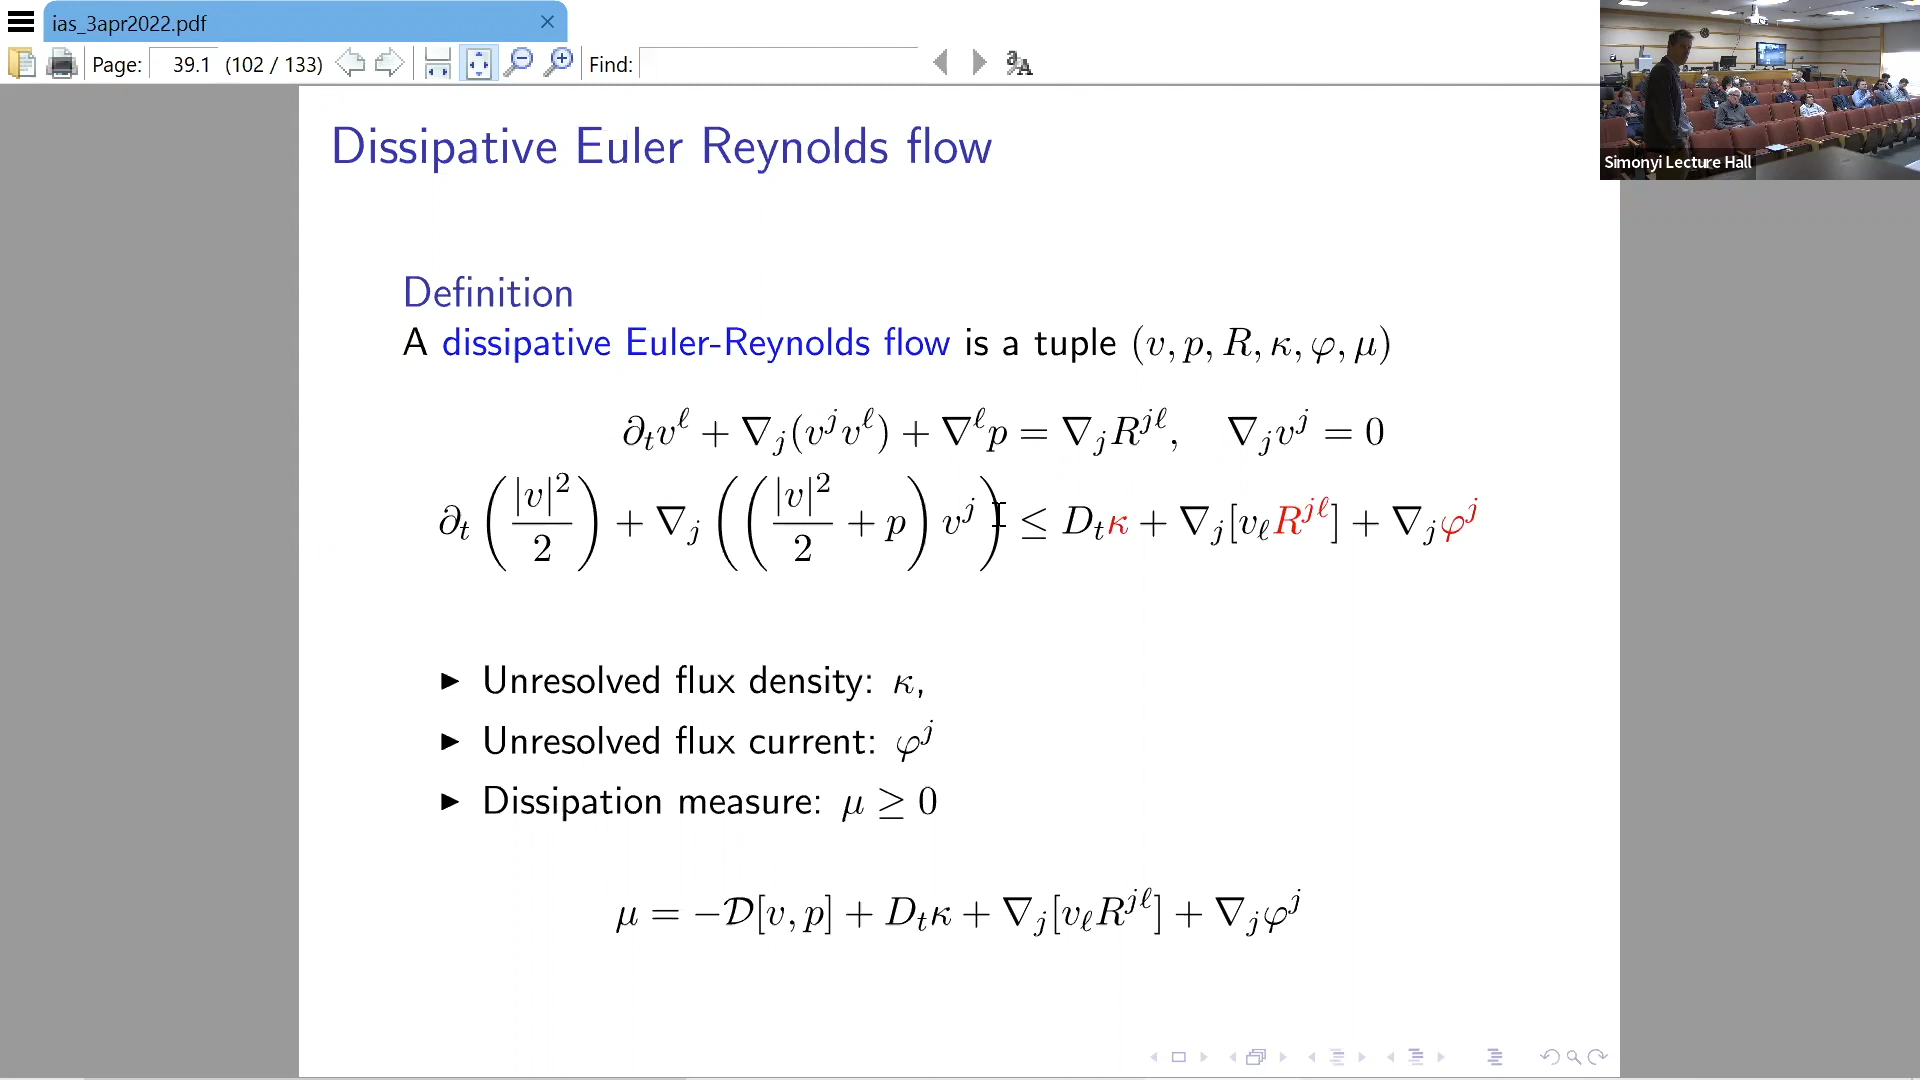 ias_3apr2022.pdf
Page: 39.1 (102 / 133) Find:
Simonyi Lecture Hall
Dissipative Euler Reynolds flow
Definition
A dissipative Euler-Reynolds flow is a tuple (v, p, R, κ, φ, μ)
∂_t v^ℓ + ∇_j(v^j v^ℓ) + ∇^ℓ p = ∇_j R^{jℓ}, ∇_j v^j = 0
∂_t (|v|²/2) + ∇_j ((|v|²/2 + p) v^j) ≤ D_t κ + ∇_j[v_ℓ R^{jℓ}] + ∇_j φ^j
▶ Unresolved flux density: κ,
▶ Unresolved flux current: φ^j
▶ Dissipation measure: μ ≥ 0
μ = −𝒟[v, p] + D_t κ + ∇_j[v_ℓ R^{jℓ}] + ∇_j φ^j